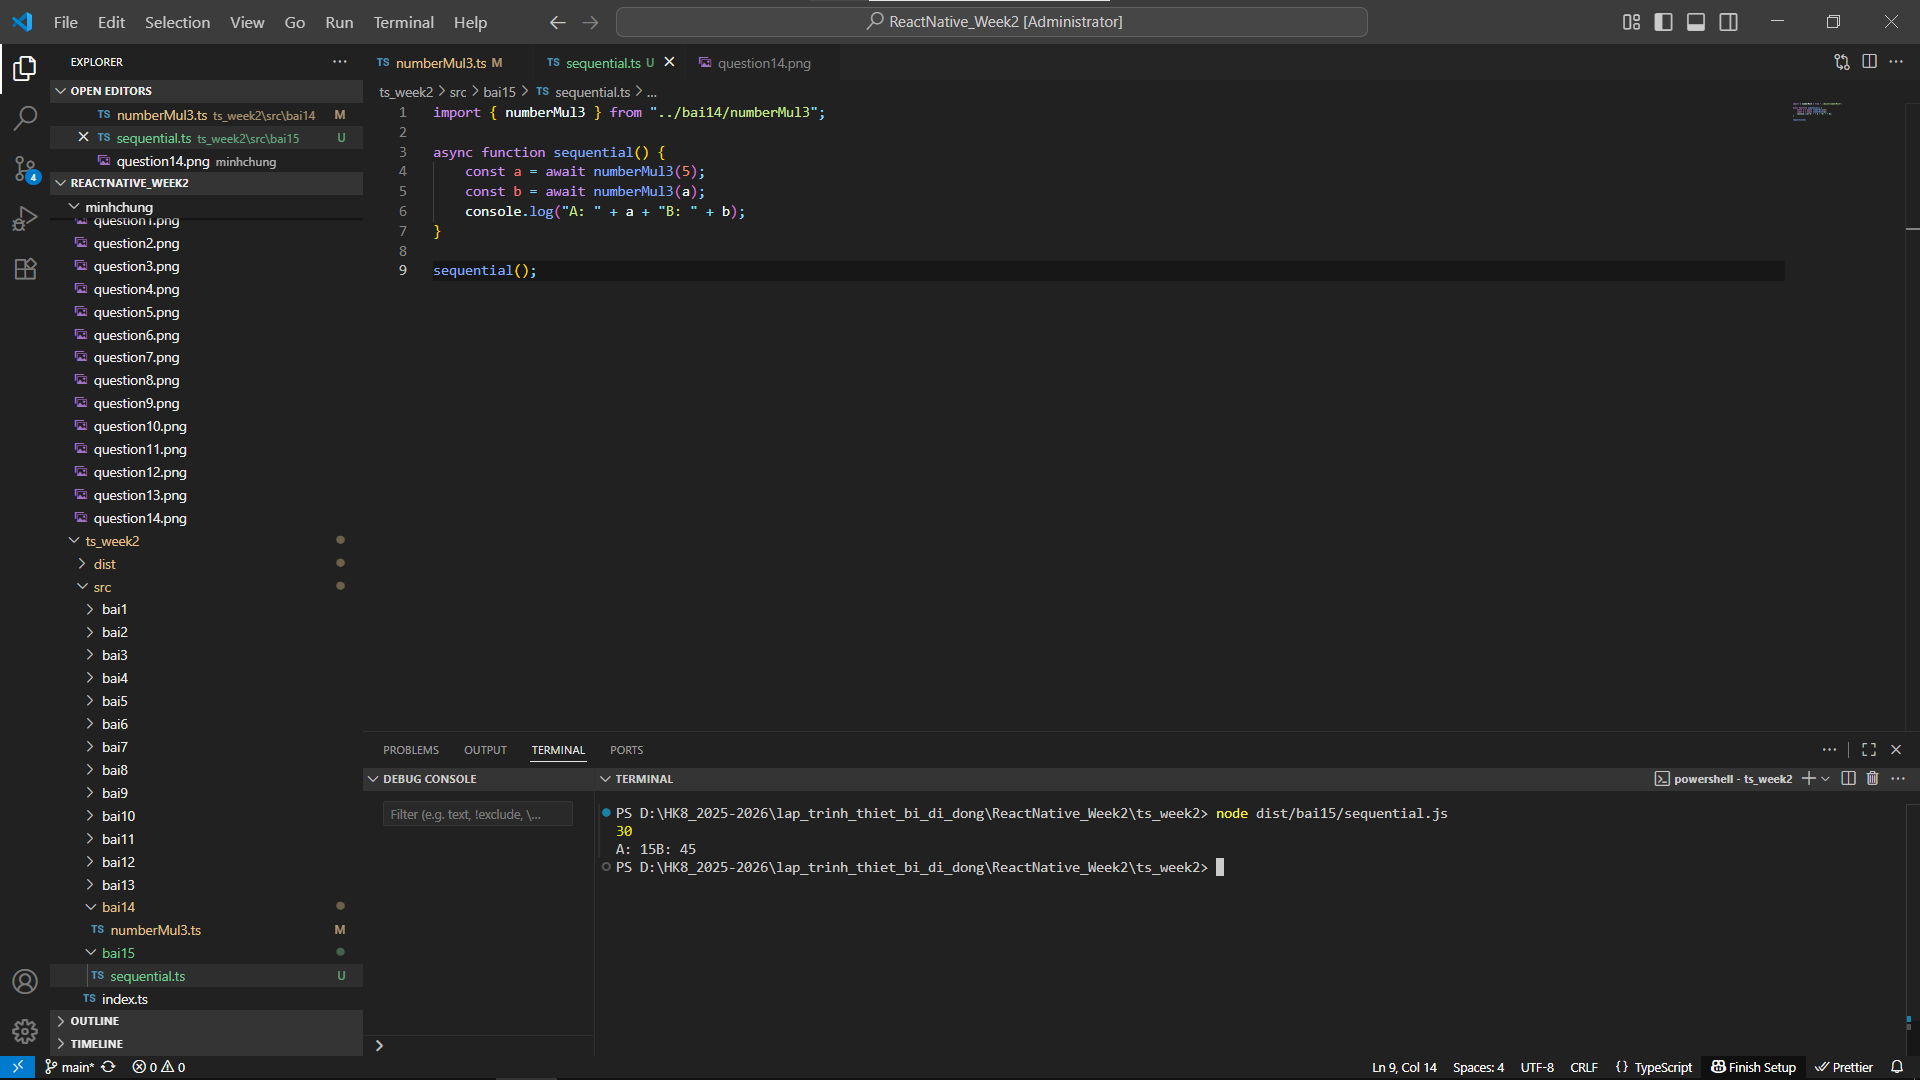 File Edit Selection View Go Run Terminal Help
ReactNative_Week2 [Administrator]
EXPLORER
OPEN EDITORS
TS numberMul3.ts ts_week2\src\bai14 M
TS sequential.ts ts_week2\src\bai15 U
question14.png minhchung
REACTNATIVE_WEEK2
minhchung
question1.png
question2.png
question3.png
question4.png
question5.png
question6.png
question7.png
question8.png
question9.png
question10.png
question11.png
question12.png
question13.png
question14.png
ts_week2
dist
src
bai1
bai2
bai3
bai4
bai5
bai6
bai7
bai8
bai9
bai10
bai11
bai12
bai13
bai14
TS numberMul3.ts M
bai15
TS sequential.ts U
TS index.ts
OUTLINE
TIMELINE
4
TS numberMul3.ts M TS sequential.ts U question14.png
ts_week2 > src > bai15 > TS sequential.ts > ...
1 import { numberMul3 } from "../bai14/numberMul3";
2
3 async function sequential() {
4 const a = await numberMul3(5);
5 const b = await numberMul3(a);
6 console.log("A: " + a + "B: " + b);
7 }
8
9 sequential();
PROBLEMS OUTPUT TERMINAL PORTS
DEBUG CONSOLE
Filter (e.g. text, !exclude, \...
TERMINAL
powershell - ts_week2
PS D:\HK8_2025-2026\lap_trinh_thiet_bi_di_dong\ReactNative_Week2\ts_week2> node dist/bai15/sequential.js
30
A: 15B: 45
PS D:\HK8_2025-2026\lap_trinh_thiet_bi_di_dong\ReactNative_Week2\ts_week2>
main* 0 0
Ln 9, Col 14 Spaces: 4 UTF-8 CRLF {} TypeScript Finish Setup Prettier